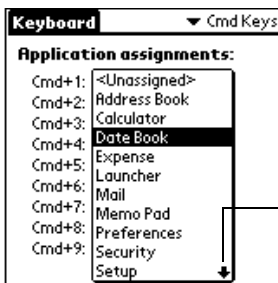 Keyboard Cmd Keys
Application assignments:
Cmd+1: <Unassigned>
Cmd+2: Address Book
Cmd+3: Calculator
Cmd+4: Date Book
Cmd+5: Expense
Cmd+6: Launcher
Cmd+7: Mail
Cmd+8: Memo Pad
Cmd+9: Preferences
Security
Setup